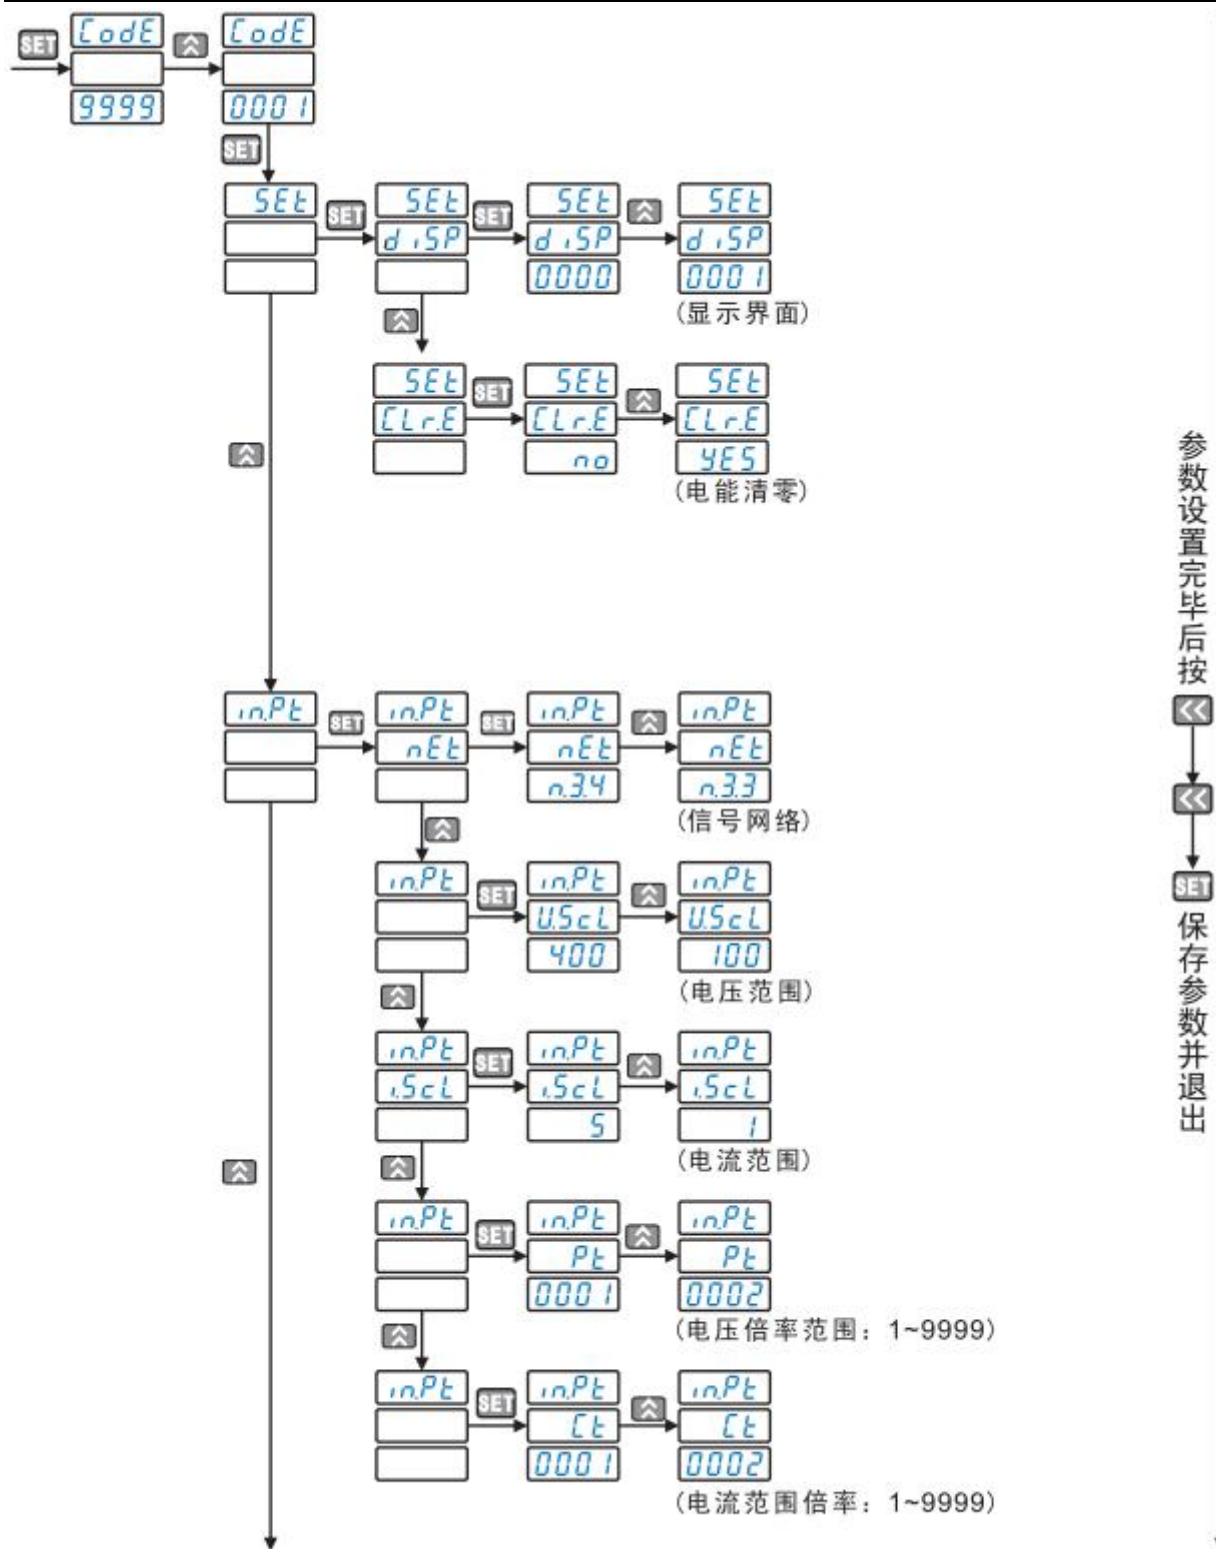 SET CodE CodE
9999 0001
SET
SEt SET SEt SET SEt SEt
diSP diSP diSP
0000 0001
(显示界面)
SEt SET SEt SEt
CLr.E CLr.E CLr.E
no YES
(电能清零)
in.Pt SET in.Pt SET in.Pt in.Pt
nEt nEt nEt
n.3.4 n.3.3
(信号网络)
in.Pt SET in.Pt in.Pt
U.ScL U.ScL
400 100
(电压范围)
in.Pt SET in.Pt in.Pt
i.ScL i.ScL i.ScL
5 1
(电流范围)
in.Pt SET in.Pt in.Pt
Pt Pt
0001 0002
(电压倍率范围：1~9999)
in.Pt SET in.Pt in.Pt
Ct Ct
0001 0002
(电流范围倍率：1~9999)
参数设置完毕后按
SET
保存参数并退出